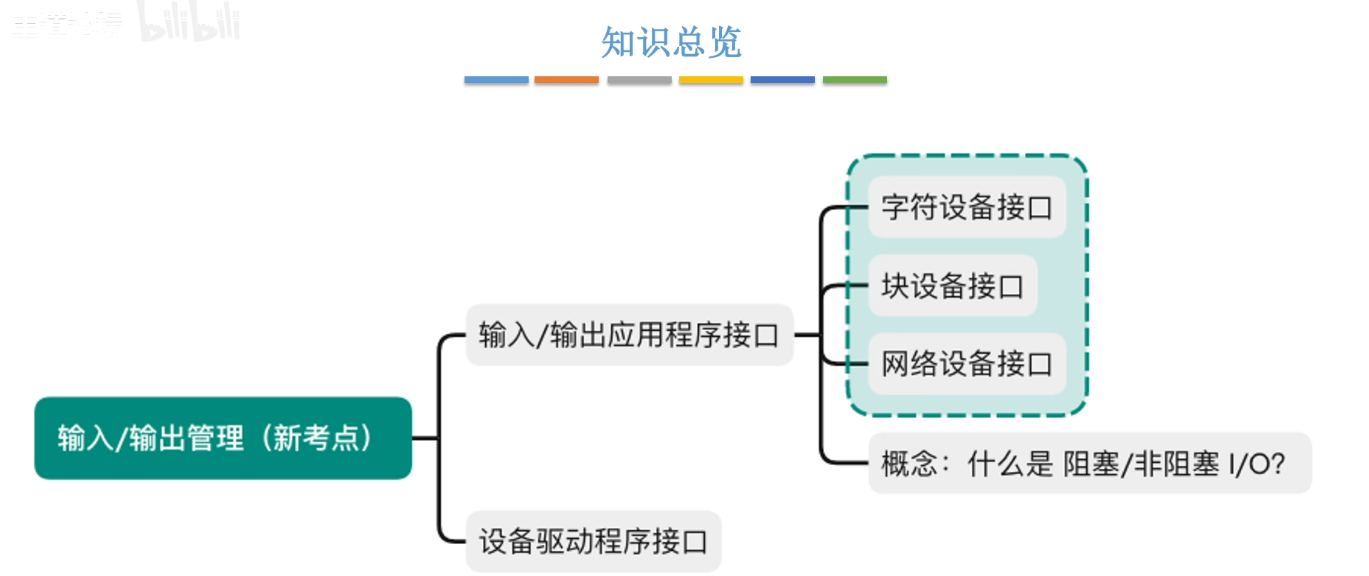 bilibili
知识总览
字符设备接口
块设备接口
输入/输出应用程序接口
网络设备接口
输入/输出管理（新考点）
概念：什么是 阻塞/非阻塞 I/O？
设备驱动程序接口